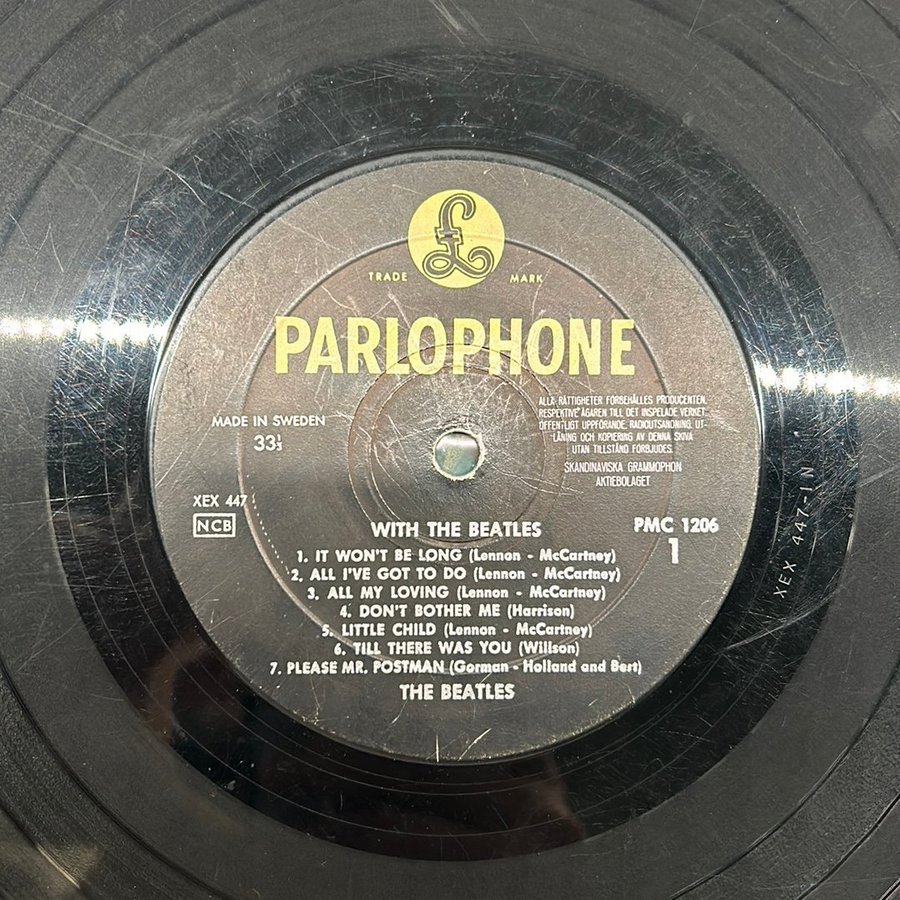 £
TRADE MARK
PARLOPHONE
MADE IN SWEDEN
33⅓
ALLA RÄTTIGHETER FÖRBEHÅLLES PRODUCENTEN,
RESPEKTIVE ÄGAREN TILL DET INSPELADE VERKET.
OFFENTLIGT UPPFÖRANDE, RADIOUTSÄNDNING, UT-
LÅNING OCH KOPIERING AV DENNA SKIVA
UTAN TILLSTÅND FÖRBJUDES.
SKANDINAVISKA GRAMMOPHON
AKTIEBOLAGET
XEX 447
NCB
PMC 1206
1
WITH THE BEATLES
1. IT WON'T BE LONG (Lennon - McCartney)
2. ALL I'VE GOT TO DO (Lennon - McCartney)
3. ALL MY LOVING (Lennon - McCartney)
4. DON'T BOTHER ME (Harrison)
5. LITTLE CHILD (Lennon - McCartney)
6. TILL THERE WAS YOU (Willson)
7. PLEASE MR. POSTMAN (Gorman - Holland and Bert)
THE BEATLES
XEX 447-1N